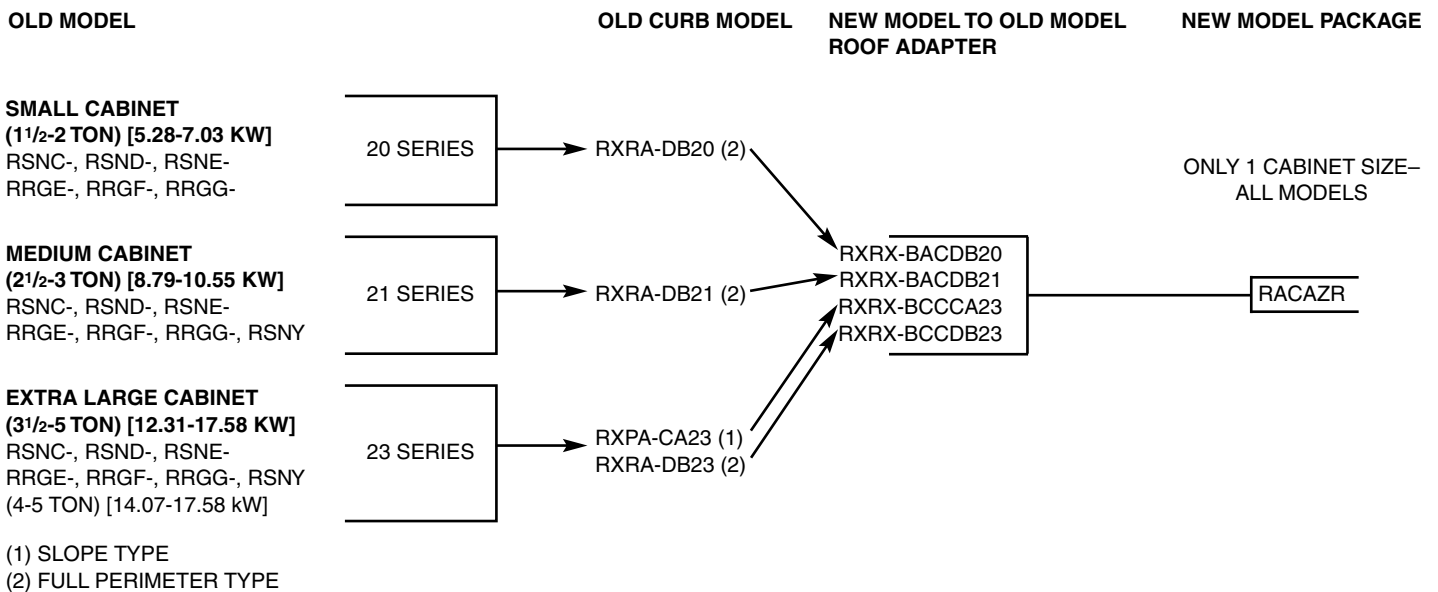 OLD MODEL
OLD CURB MODEL
NEW MODEL TO OLD MODEL
ROOF ADAPTER
NEW MODEL PACKAGE
SMALL CABINET
(1 1/2-2 TON) [5.28-7.03 KW]
RSNC-, RSND-, RSNE-
RRGE-, RRGF-, RRGG-
20 SERIES
RXRA-DB20 (2)
ONLY 1 CABINET SIZE–
ALL MODELS
MEDIUM CABINET
(2 1/2-3 TON) [8.79-10.55 KW]
RSNC-, RSND-, RSNE-
RRGE-, RRGF-, RRGG-, RSNY
21 SERIES
RXRA-DB21 (2)
RXRX-BACDB20
RXRX-BACDB21
RXRX-BCCCA23
RXRX-BCCDB23
RACAZR
EXTRA LARGE CABINET
(3 1/2-5 TON) [12.31-17.58 KW]
RSNC-, RSND-, RSNE-
RRGE-, RRGF-, RRGG-, RSNY
(4-5 TON) [14.07-17.58 kW]
23 SERIES
RXPA-CA23 (1)
RXRA-DB23 (2)
(1) SLOPE TYPE
(2) FULL PERIMETER TYPE